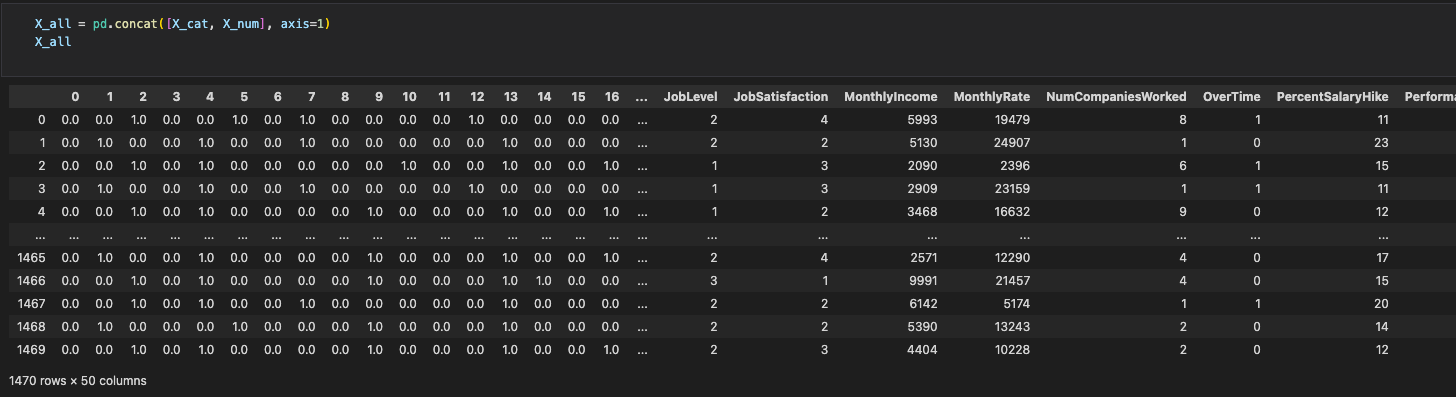 X_all = pd.concat([X_cat, X_num], axis=1)
X_all
0 1 2 3 4 5 6 7 8 9 10 11 12 13 14 15 16 ... JobLevel JobSatisfaction MonthlyIncome MonthlyRate NumCompaniesWorked OverTime PercentSalaryHike Performa
0 0.0 0.0 1.0 0.0 0.0 1.0 0.0 1.0 0.0 0.0 0.0 0.0 1.0 0.0 0.0 0.0 0.0 ... 2 4 5993 19479 8 1 11
1 0.0 1.0 0.0 0.0 1.0 0.0 0.0 1.0 0.0 0.0 0.0 0.0 0.0 1.0 0.0 0.0 0.0 ... 2 2 5130 24907 1 0 23
2 0.0 0.0 1.0 0.0 1.0 0.0 0.0 0.0 0.0 0.0 1.0 0.0 0.0 1.0 0.0 0.0 1.0 ... 1 3 2090 2396 6 1 15
3 0.0 1.0 0.0 0.0 1.0 0.0 0.0 1.0 0.0 0.0 0.0 0.0 1.0 0.0 0.0 0.0 0.0 ... 1 3 2909 23159 1 1 11
4 0.0 0.0 1.0 0.0 1.0 0.0 0.0 0.0 0.0 1.0 0.0 0.0 0.0 1.0 0.0 0.0 1.0 ... 1 2 3468 16632 9 0 12
... ... ... ... ... ... ... ... ... ... ... ... ... ... ... ... ... ... ... ... ... ... ... ... ... ...
1465 0.0 1.0 0.0 0.0 1.0 0.0 0.0 0.0 0.0 1.0 0.0 0.0 0.0 1.0 0.0 0.0 1.0 ... 2 4 2571 12290 4 0 17
1466 0.0 0.0 1.0 0.0 1.0 0.0 0.0 0.0 0.0 1.0 0.0 0.0 0.0 1.0 1.0 0.0 0.0 ... 3 1 9991 21457 4 0 15
1467 0.0 0.0 1.0 0.0 1.0 0.0 0.0 1.0 0.0 0.0 0.0 0.0 0.0 1.0 0.0 0.0 0.0 ... 2 2 6142 5174 1 1 20
1468 0.0 1.0 0.0 0.0 0.0 1.0 0.0 0.0 0.0 1.0 0.0 0.0 0.0 1.0 0.0 0.0 0.0 ... 2 2 5390 13243 2 0 14
1469 0.0 0.0 1.0 0.0 1.0 0.0 0.0 0.0 0.0 1.0 0.0 0.0 0.0 1.0 0.0 0.0 1.0 ... 2 3 4404 10228 2 0 12
1470 rows × 50 columns